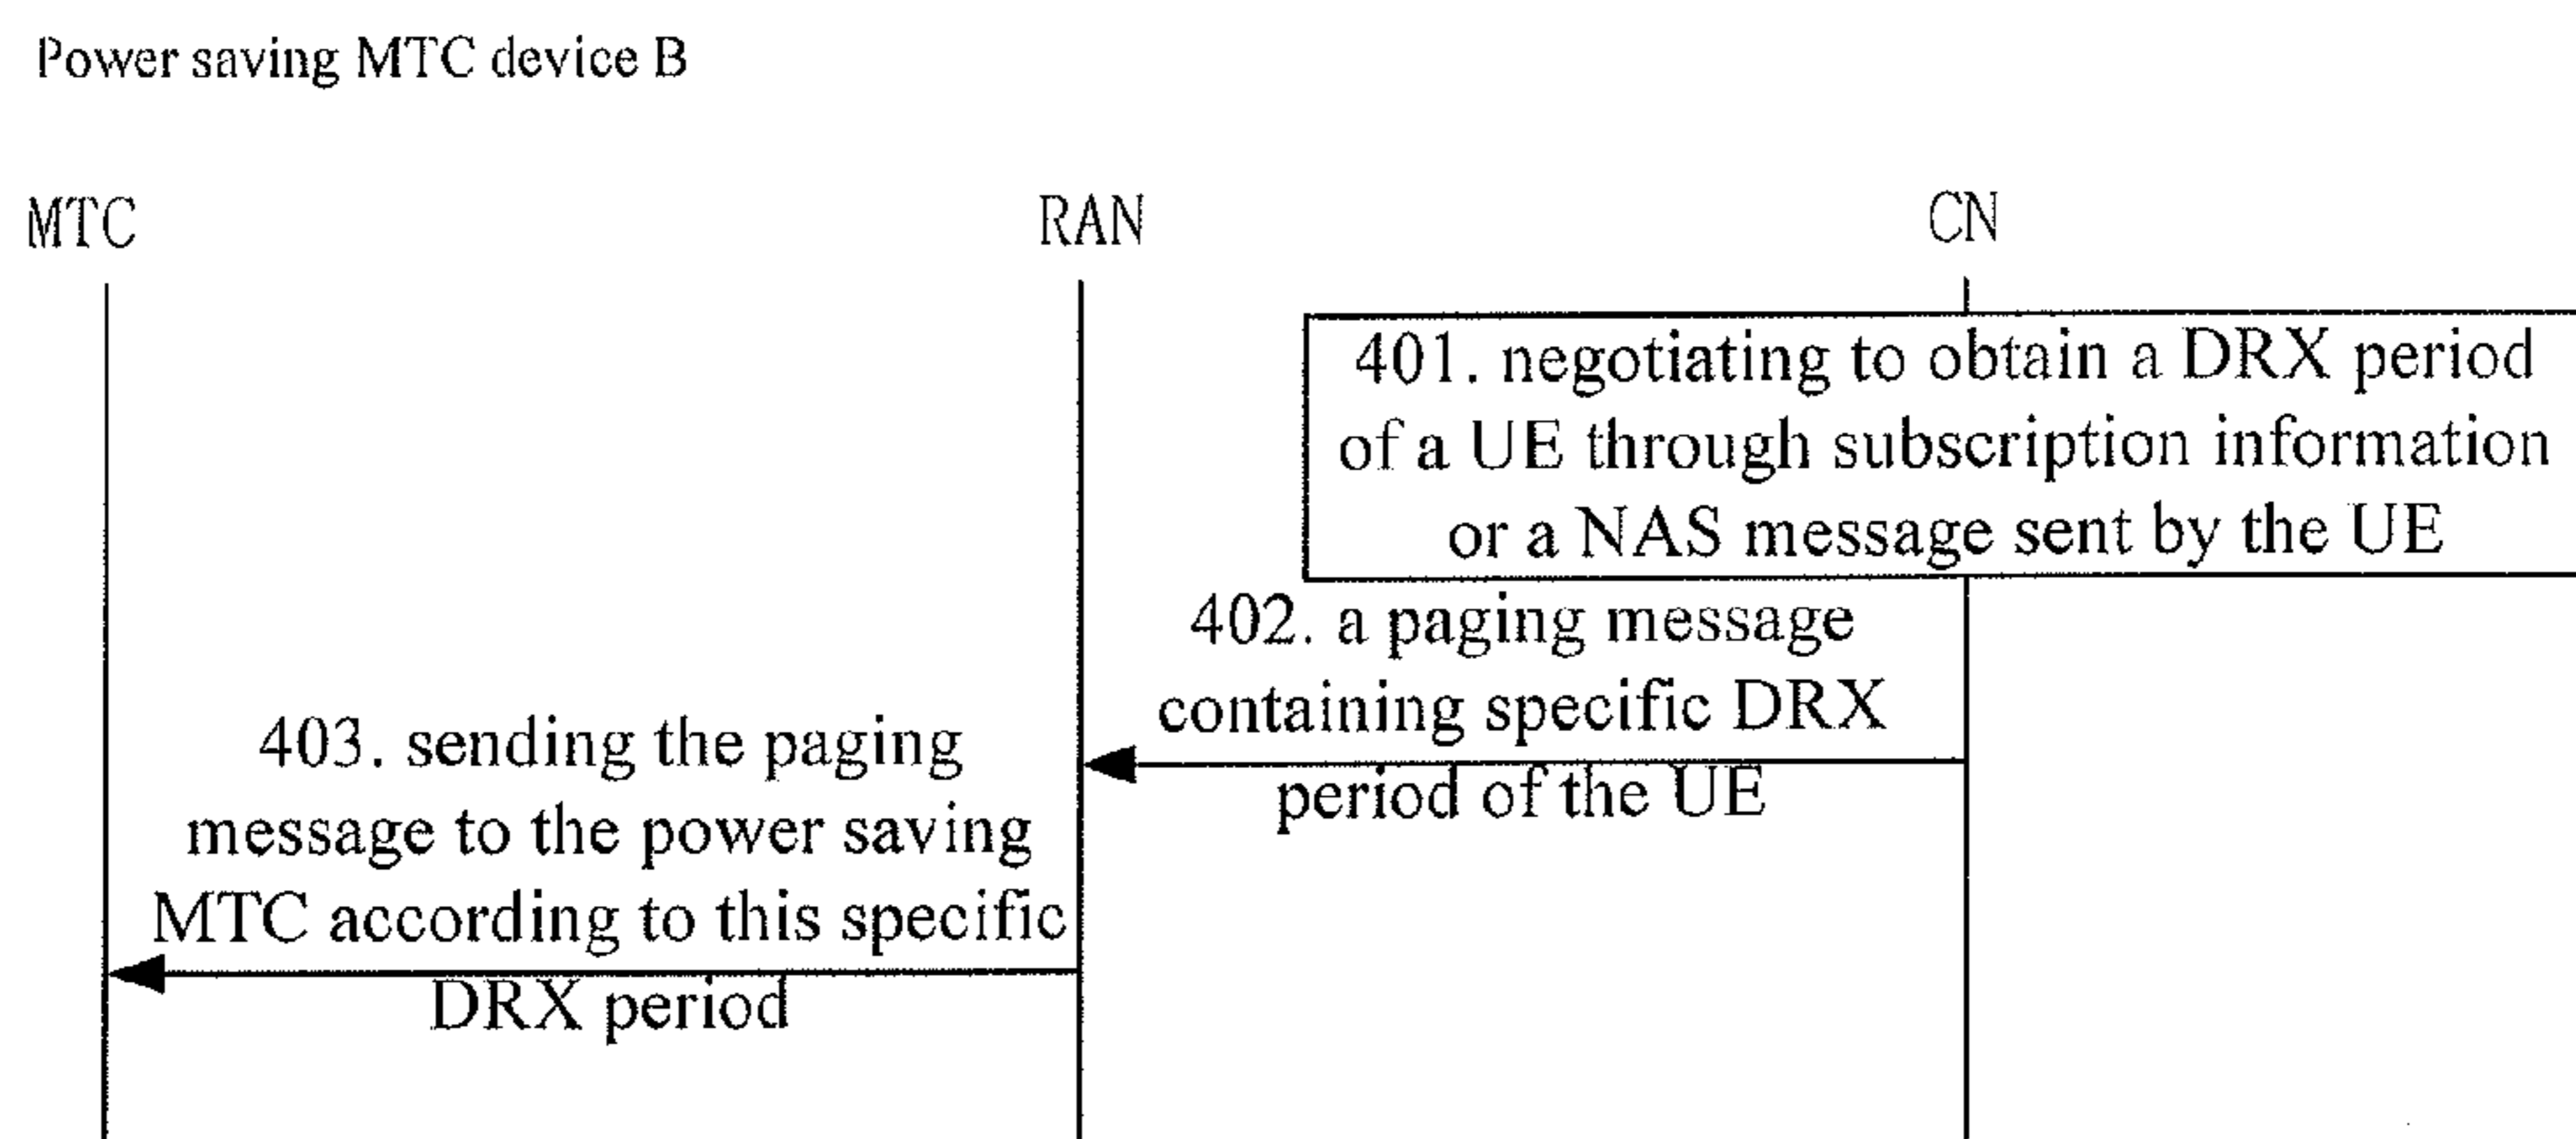 Power saving MTC device B
MTC
RAN
CN
401. negotiating to obtain a DRX period
of a UE through subscription information
or a NAS message sent by the UE
402. a paging message
containing specific DRX
period of the UE
403. sending the paging
message to the power saving
MTC according to this specific
DRX period